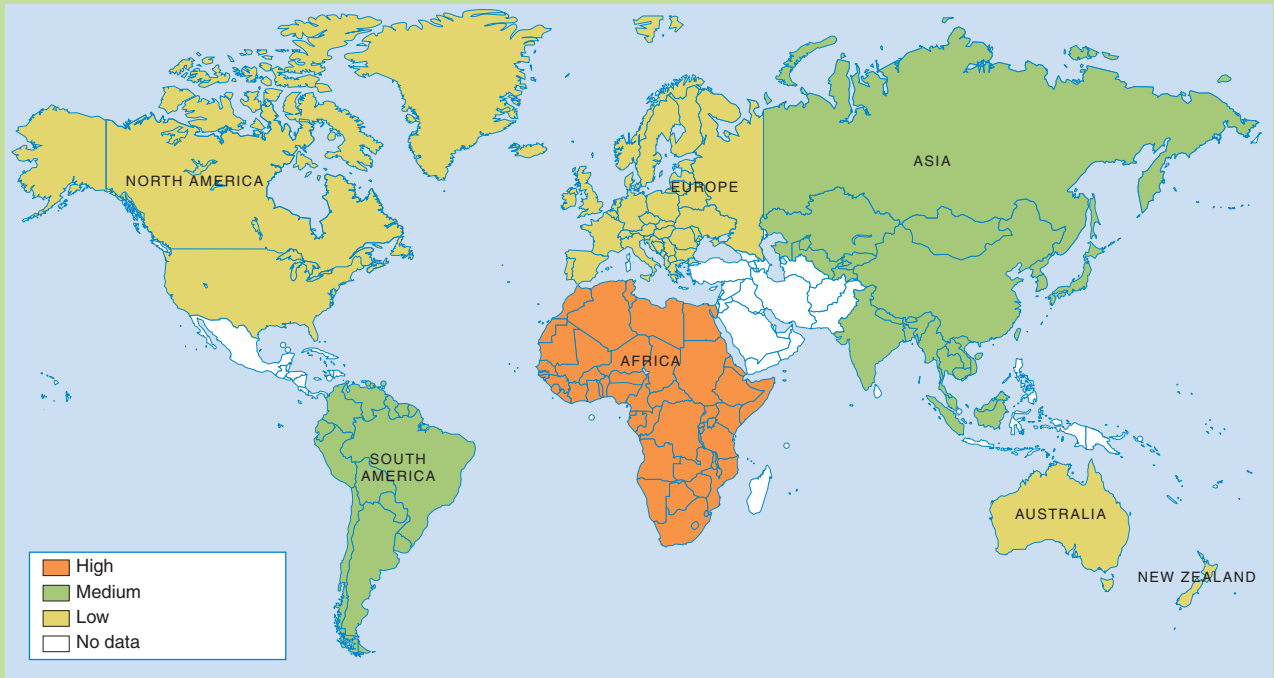 ASIA
NORTH AMERICA
EUROPE
AFRICA
SOUTH
AMERICA
AUSTRALIA
NEW ZEALAND
High
Medium
Low
No data